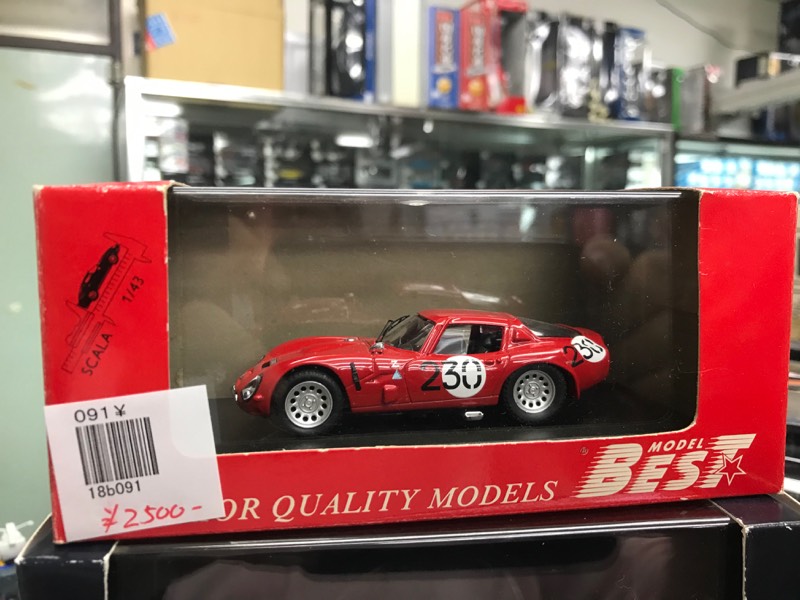 SCALA 1/43
230
230
MODEL
BEST
®
OR QUALITY MODELS
091¥
18b091
¥2500-